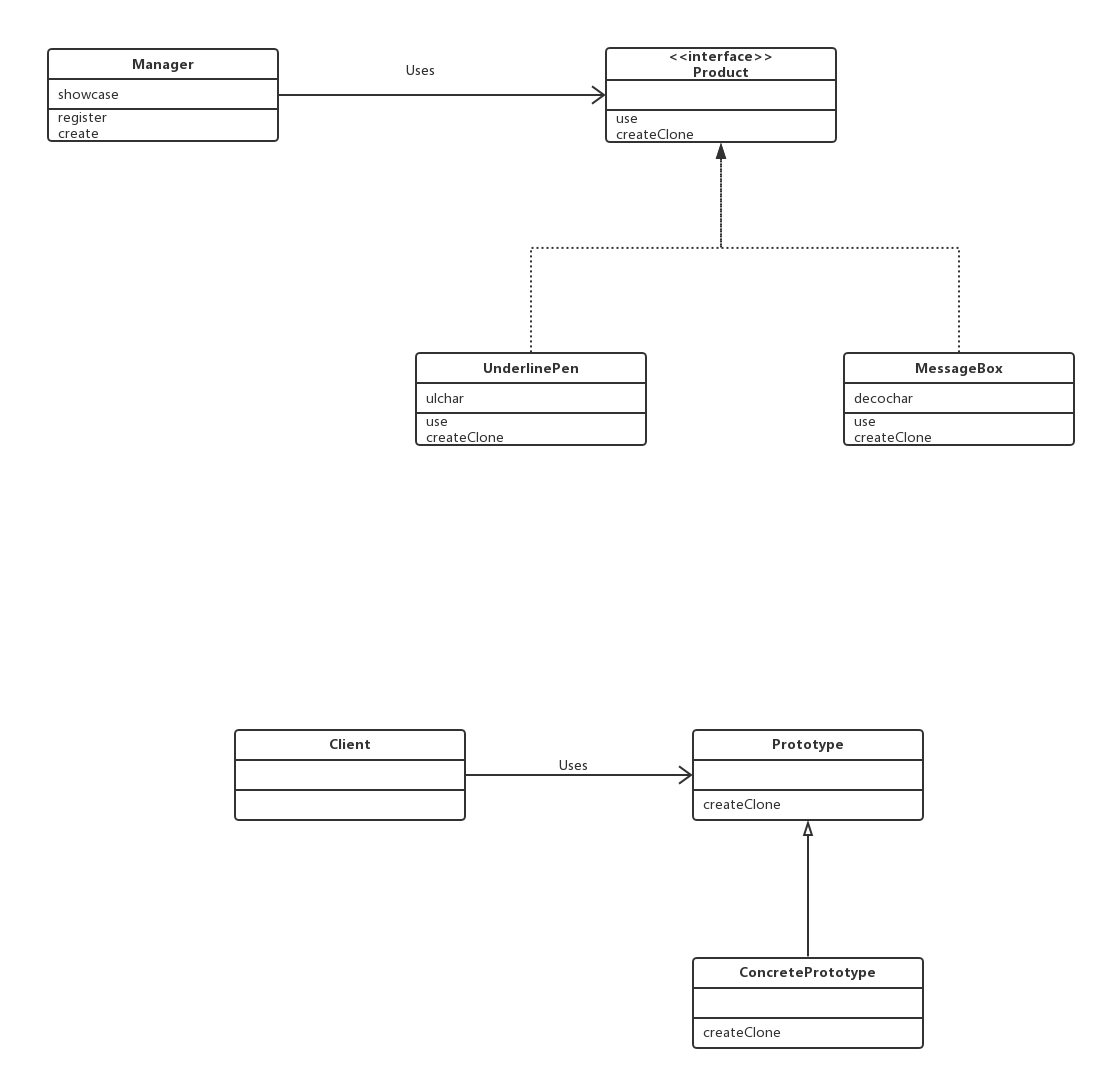 Manager
showcase
register
create
Uses
<<interface>>
Product
use
createClone
UnderlinePen
ulchar
use
createClone
MessageBox
decochar
use
createClone
Client
Uses
Prototype
createClone
ConcretePrototype
createClone